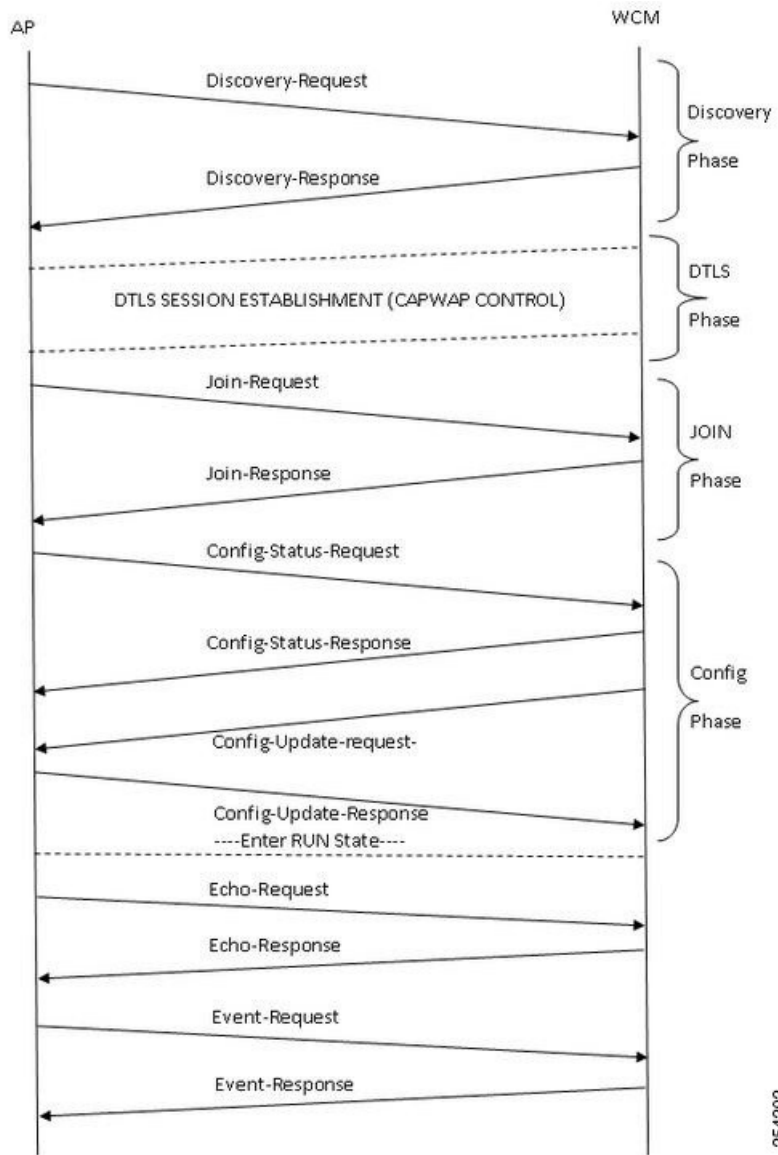 AP
WCM
Discovery-Request
Discovery
Phase
Discovery-Response
DTLS
Phase
DTLS SESSION ESTABLISHMENT (CAPWAP CONTROL)
Join-Request
JOIN
Phase
Join-Response
Config-Status-Request
Config-Status-Response
Config
Phase
Config-Update-request-
Config-Update-Response
----Enter RUN State----
Echo-Request
Echo-Response
Event-Request
Event-Response